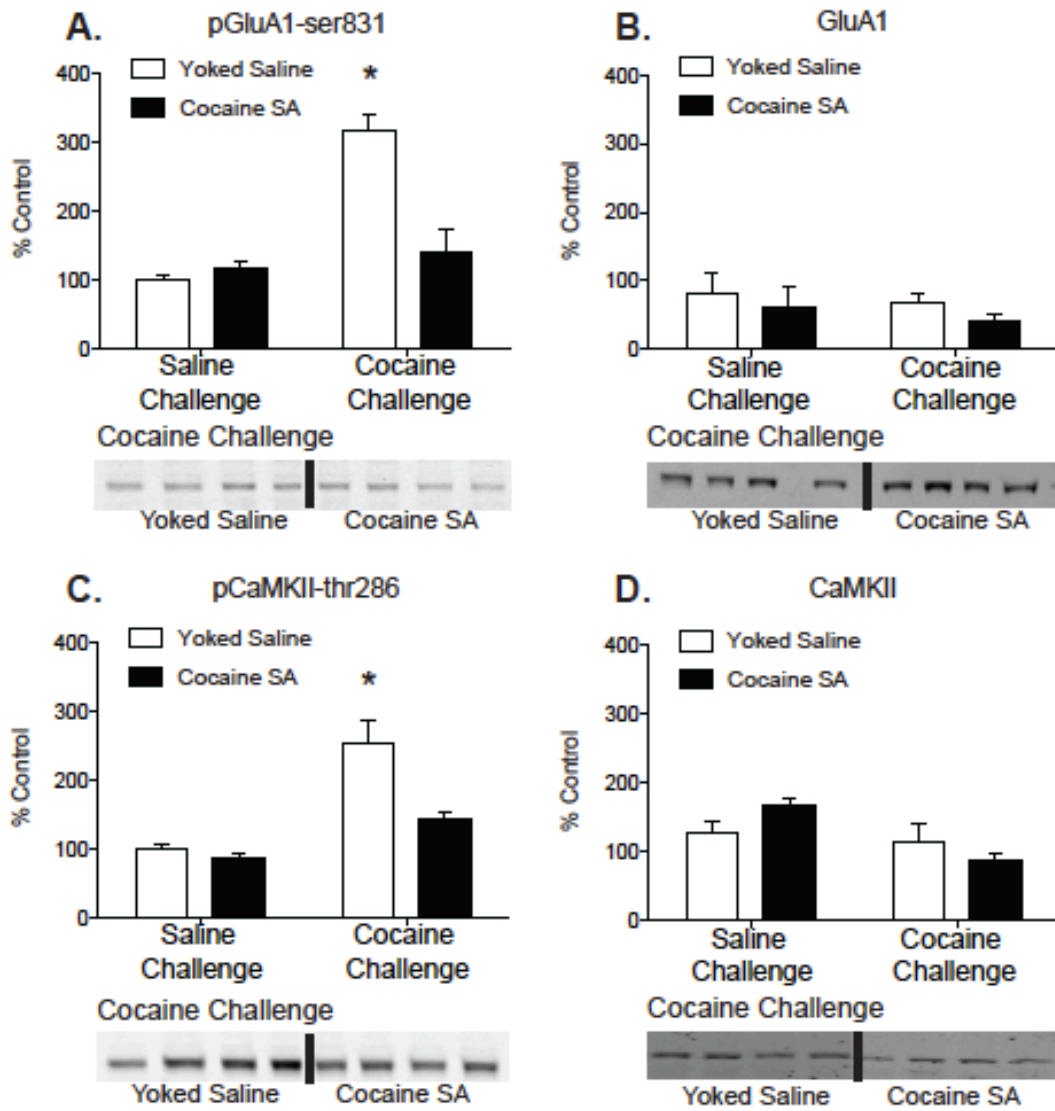 A.
pGluA1-ser831
Yoked Saline
Cocaine SA
*
400
300
200
100
0
% Control
Saline
Challenge
Cocaine
Challenge
Cocaine Challenge
Yoked Saline
Cocaine SA
B.
GluA1
Yoked Saline
Cocaine SA
400
300
200
100
0
% Control
Saline
Challenge
Cocaine
Challenge
Cocaine Challenge
Yoked Saline
Cocaine SA
C.
pCaMKII-thr286
Yoked Saline
Cocaine SA
*
400
300
200
100
0
% Control
Saline
Challenge
Cocaine
Challenge
Cocaine Challenge
Yoked Saline
Cocaine SA
D.
CaMKII
Yoked Saline
Cocaine SA
400
300
200
100
0
% Control
Saline
Challenge
Cocaine
Challenge
Cocaine Challenge
Yoked Saline
Cocaine SA